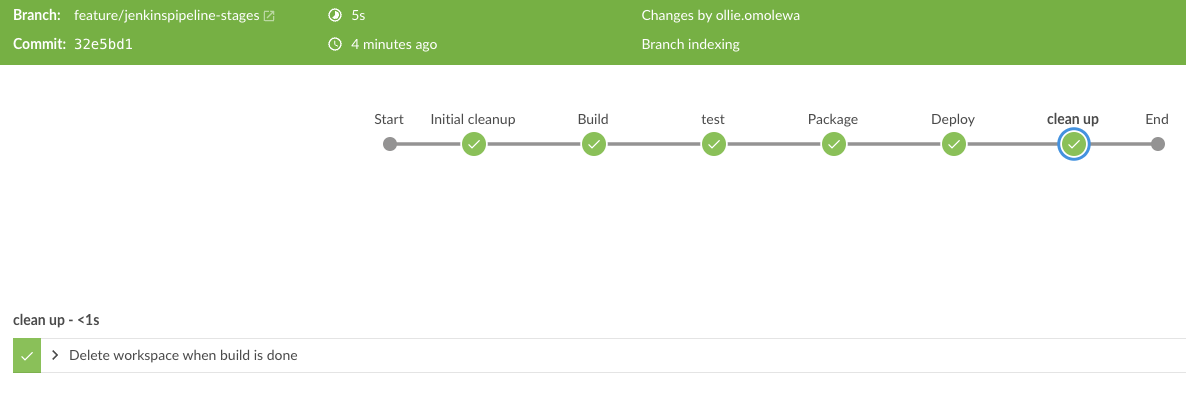 Branch: feature/jenkinspipeline-stages 5s Changes by ollie.omolewa
Commit: 32e5bd1 4 minutes ago Branch indexing
Start Initial cleanup Build test Package Deploy clean up End
clean up - <1s
Delete workspace when build is done